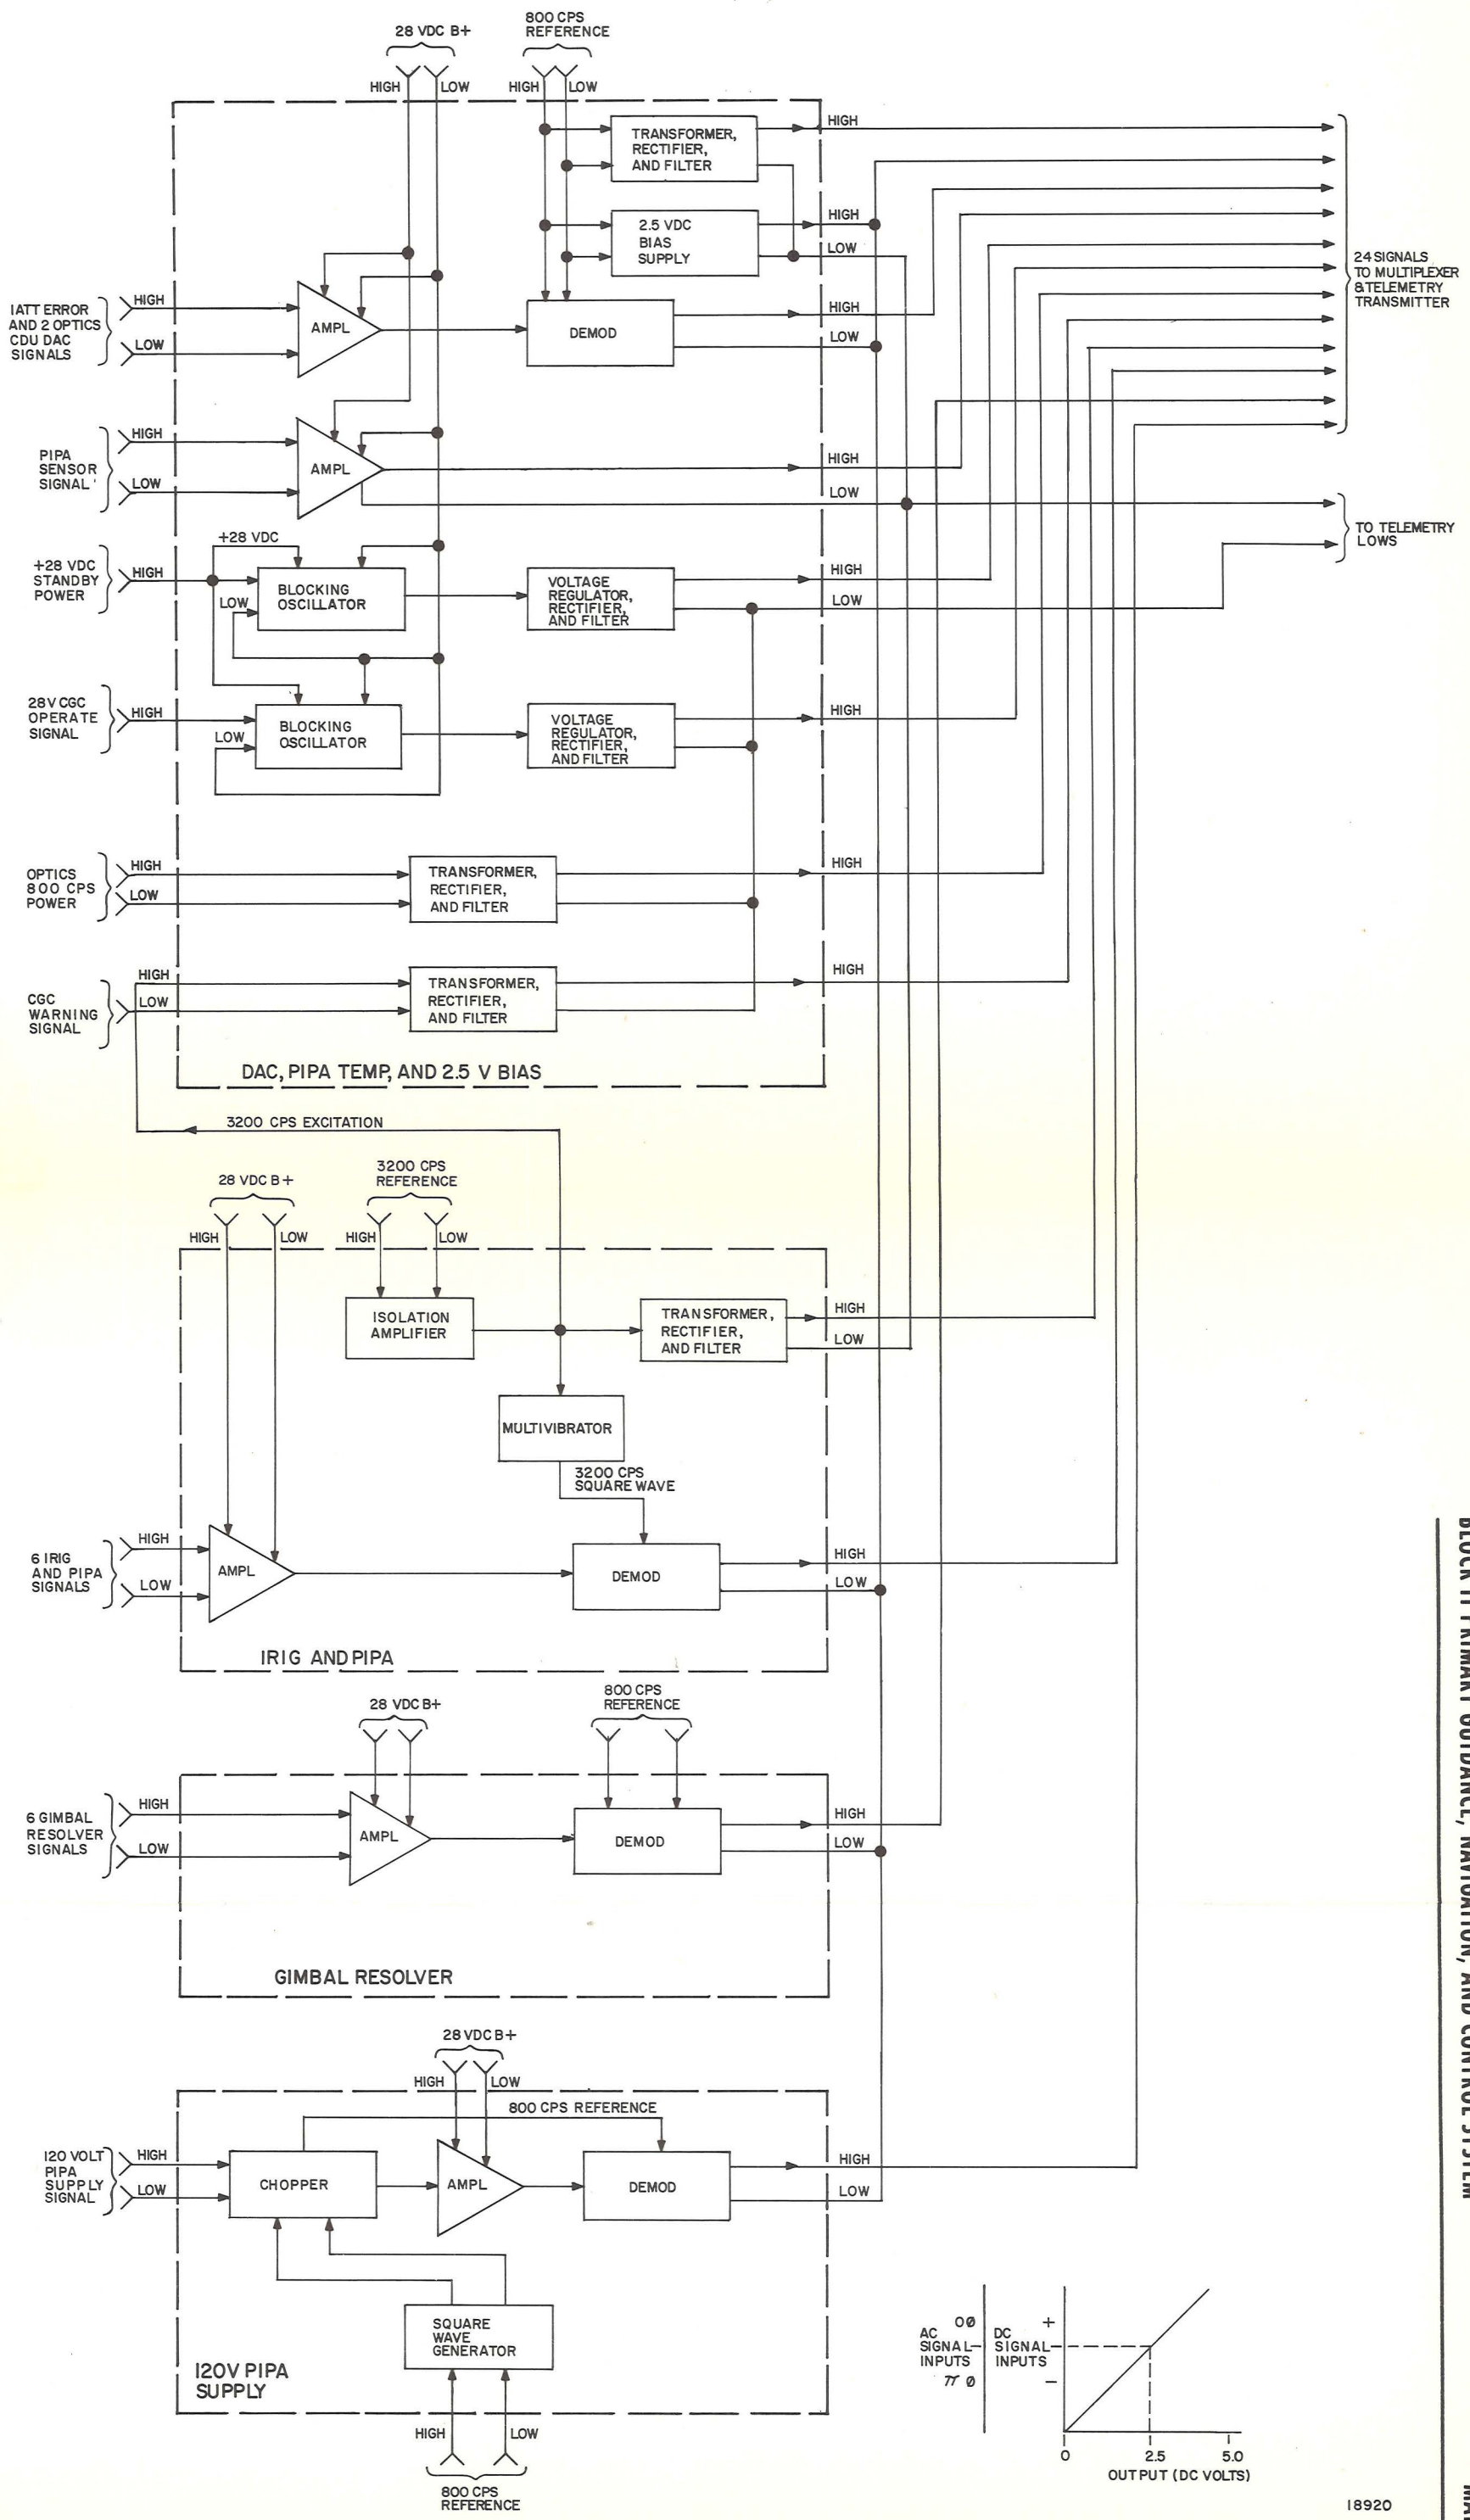 28 VDC B+
800 CPS
REFERENCE
HIGH
LOW
HIGH
LOW
TRANSFORMER,
RECTIFIER,
AND FILTER
HIGH
2.5 VDC
BIAS
SUPPLY
HIGH
LOW
24 SIGNALS
TO MULTIPLEXER
& TELEMETRY
TRANSMITTER
1ATT ERROR
AND 2 OPTICS
CDU DAC
SIGNALS
HIGH
LOW
AMPL
DEMOD
HIGH
LOW
PIPA
SENSOR
SIGNAL
HIGH
LOW
AMPL
HIGH
LOW
TO TELEMETRY
LOWS
+28 VDC
STANDBY
POWER
HIGH
+28 VDC
LOW
BLOCKING
OSCILLATOR
VOLTAGE
REGULATOR,
RECTIFIER,
AND FILTER
HIGH
LOW
28V CGC
OPERATE
SIGNAL
HIGH
LOW
BLOCKING
OSCILLATOR
VOLTAGE
REGULATOR,
RECTIFIER,
AND FILTER
HIGH
OPTICS
800 CPS
POWER
HIGH
LOW
TRANSFORMER,
RECTIFIER,
AND FILTER
HIGH
CGC
WARNING
SIGNAL
HIGH
LOW
TRANSFORMER,
RECTIFIER,
AND FILTER
HIGH
DAC, PIPA TEMP, AND 2.5 V BIAS
3200 CPS EXCITATION
28 VDC B+
3200 CPS
REFERENCE
HIGH
LOW
HIGH
LOW
ISOLATION
AMPLIFIER
TRANSFORMER,
RECTIFIER,
AND FILTER
HIGH
LOW
MULTIVIBRATOR
3200 CPS
SQUARE WAVE
6 IRIG
AND PIPA
SIGNALS
HIGH
LOW
AMPL
DEMOD
HIGH
LOW
IRIG AND PIPA
28 VDC B+
800 CPS
REFERENCE
6 GIMBAL
RESOLVER
SIGNALS
HIGH
LOW
AMPL
DEMOD
HIGH
LOW
GIMBAL RESOLVER
28 VDC B+
HIGH
LOW
800 CPS REFERENCE
120 VOLT
PIPA
SUPPLY
SIGNAL
HIGH
LOW
CHOPPER
AMPL
DEMOD
HIGH
LOW
SQUARE
WAVE
GENERATOR
120V PIPA
SUPPLY
HIGH
LOW
800 CPS
REFERENCE
AC
SIGNAL
INPUTS
0Ø
π Ø
DC
SIGNAL
INPUTS
+
–
0
2.5
5.0
OUTPUT (DC VOLTS)
18920
BLOCK II PRIMARY GUIDANCE, NAVIGATION, AND CONTROL SYSTEM